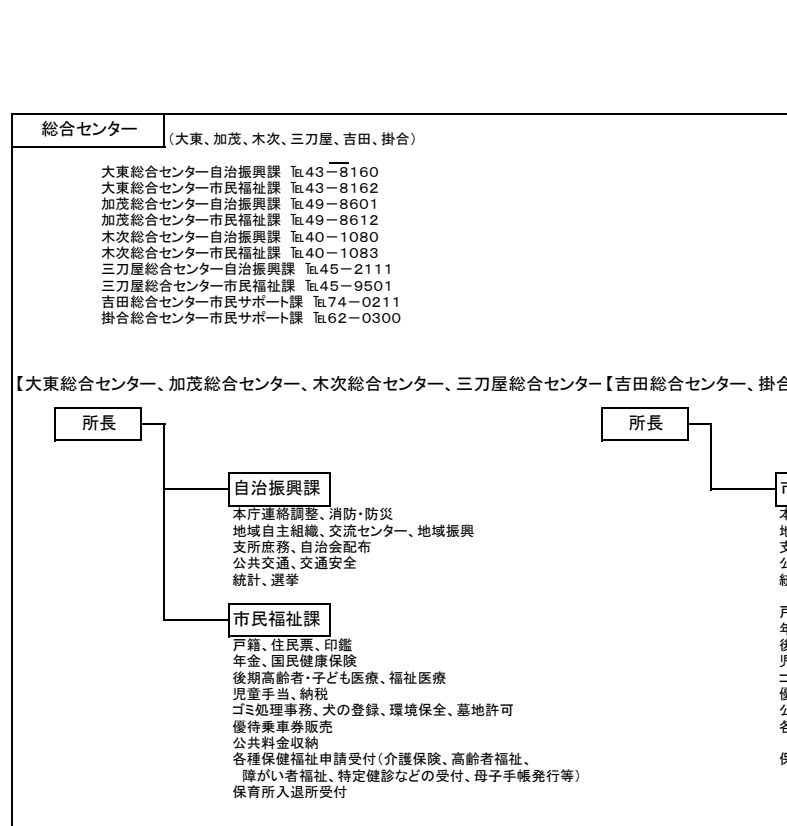 総合センター
（大東、加茂、木次、三刀屋、吉田、掛合）
大東総合センター自治振興課 ℡43－8160
大東総合センター市民福祉課 ℡43－8162
加茂総合センター自治振興課 ℡49－8601
加茂総合センター市民福祉課 ℡49－8612
木次総合センター自治振興課 ℡40－1080
木次総合センター市民福祉課 ℡40－1083
三刀屋総合センター自治振興課 ℡45－2111
三刀屋総合センター市民福祉課 ℡45－9501
吉田総合センター市民サポート課 ℡74－0211
掛合総合センター市民サポート課 ℡62－0300
【大東総合センター、加茂総合センター、木次総合センター、三刀屋総合センター【吉田総合センター、掛合
所長
自治振興課
本庁連絡調整、消防・防災
地域自主組織、交流センター、地域振興
支所庶務、自治会配布
公共交通、交通安全
統計、選挙
市民福祉課
戸籍、住民票、印鑑
年金、国民健康保険
後期高齢者・子ども医療、福祉医療
児童手当、納税
ゴミ処理事務、犬の登録、環境保全、墓地許可
優待乗車券販売
公共料金収納
各種保健福祉申請受付（介護保険、高齢者福祉、
障がい者福祉、特定健診などの受付、母子手帳発行等）
保育所入退所受付
所長